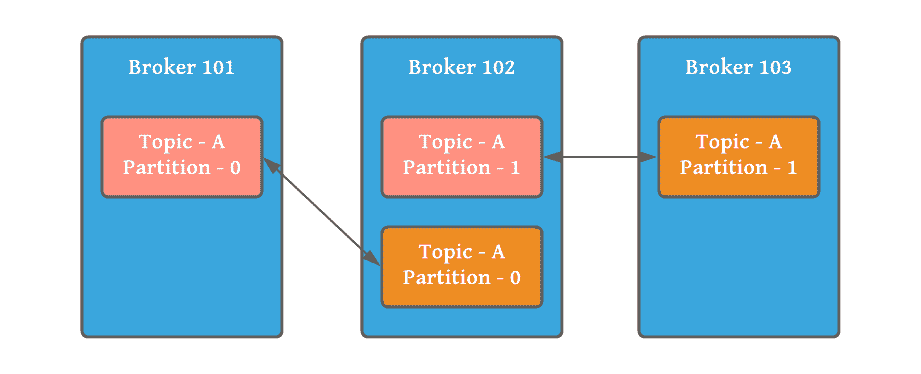 Broker 101
Topic - A
Partition - 0
Broker 102
Topic - A
Partition - 1
Topic - A
Partition - 0
Broker 103
Topic - A
Partition - 1